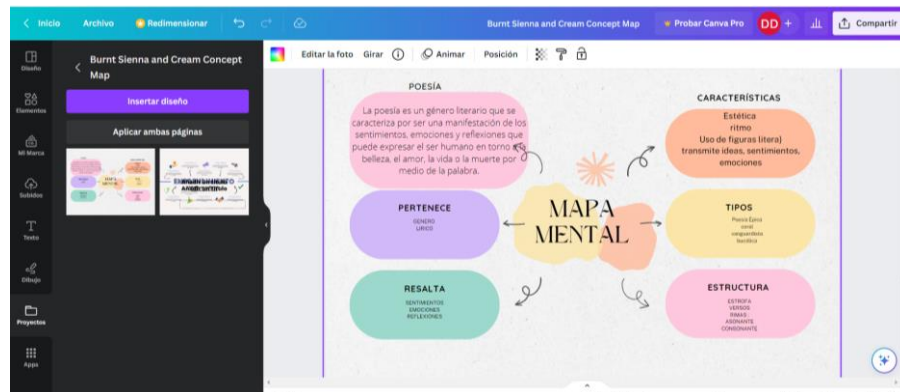 Inicio
Archivo
Redimensionar
Burnt Sienna and Cream Concept Map
Probar Canva Pro
DD
+
Compartir
Diseño
Elementos
Mi Marca
Subidos
Texto
Dibujo
Proyectos
Apps
Burnt Sienna and Cream Concept
Map
Insertar diseño
Aplicar ambas páginas
Editar la foto
Girar
Animar
Posición
POESÍA
La poesía es un género literario que se
caracteriza por ser una manifestación de los
sentimientos, emociones y reflexiones que
puede expresar el ser humano en torno
belleza, el amor, la vida o la muerte por
medio de la palabra.
PERTENECE
GENERO
LIRICO
RESALTA
SENTIMIENTOS
EMOCIONES
REFLEXIONES
MAPA
MENTAL
CARACTERÍSTICAS
Estética
ritmo
Uso de figuras litera)
transmite ideas, sentimientos,
emociones
TIPOS
Poesía Épica
coral
vanguardista
bucólica
ESTRUCTURA
ESTROFA
VERSOS
RIMAS
ASONANTE
CONSONANTE